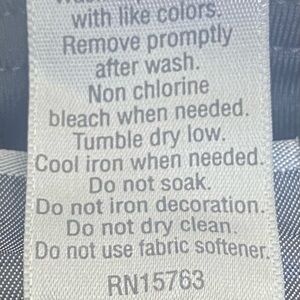 with like colors.
Remove promptly
after wash.
Non chlorine
bleach when needed.
Tumble dry low.
Cool iron when needed.
Do not soak.
Do not iron decoration.
Do not dry clean.
Do not use fabric softener.
RN15763